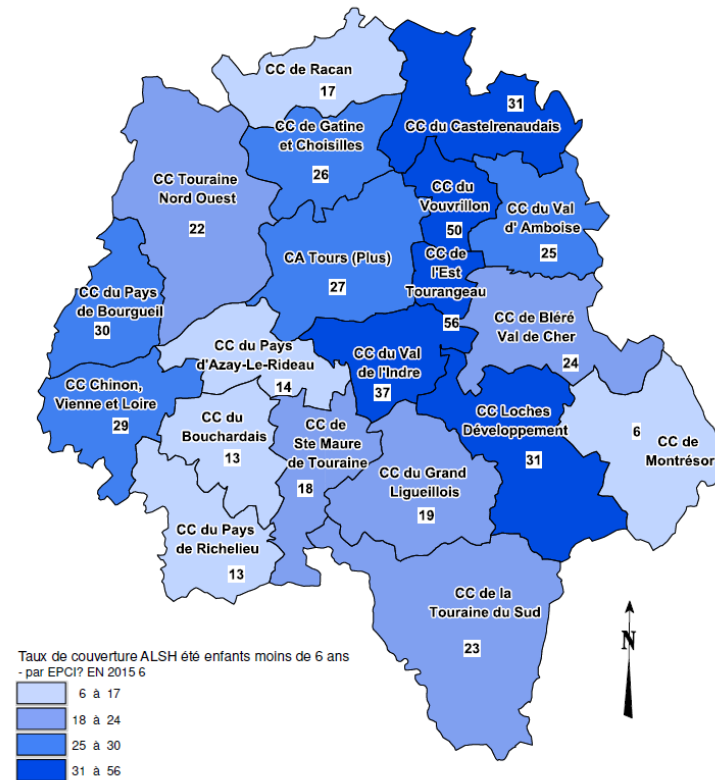 CC de Racan
17
31
CC du Castelrenaudais
CC de Gatine
et Choisilles
26
CC Touraine
Nord Ouest
22
CC du
Vouvrillon
50
CC du Val
d' Amboise
25
CA Tours (Plus)
27
CC de
l'Est
Tourangeau
56
CC du Pays
de Bourgueil
30
CC de Bléré
Val de Cher
24
CC du Pays
d'Azay-Le-Rideau
14
CC du Val
de l'Indre
37
CC Chinon,
Vienne et Loire
29
CC du
Bouchardais
13
CC de
Ste Maure
de Touraine
18
CC Loches
Développement
31
6
CC de
Montrésor
CC du Grand
Ligueillois
19
CC du Pays
de Richelieu
13
CC de la
Touraine du Sud
23
N
Taux de couverture ALSH été enfants moins de 6 ans
- par EPCI? EN 2015 6
6 à 17
18 à 24
25 à 30
31 à 56